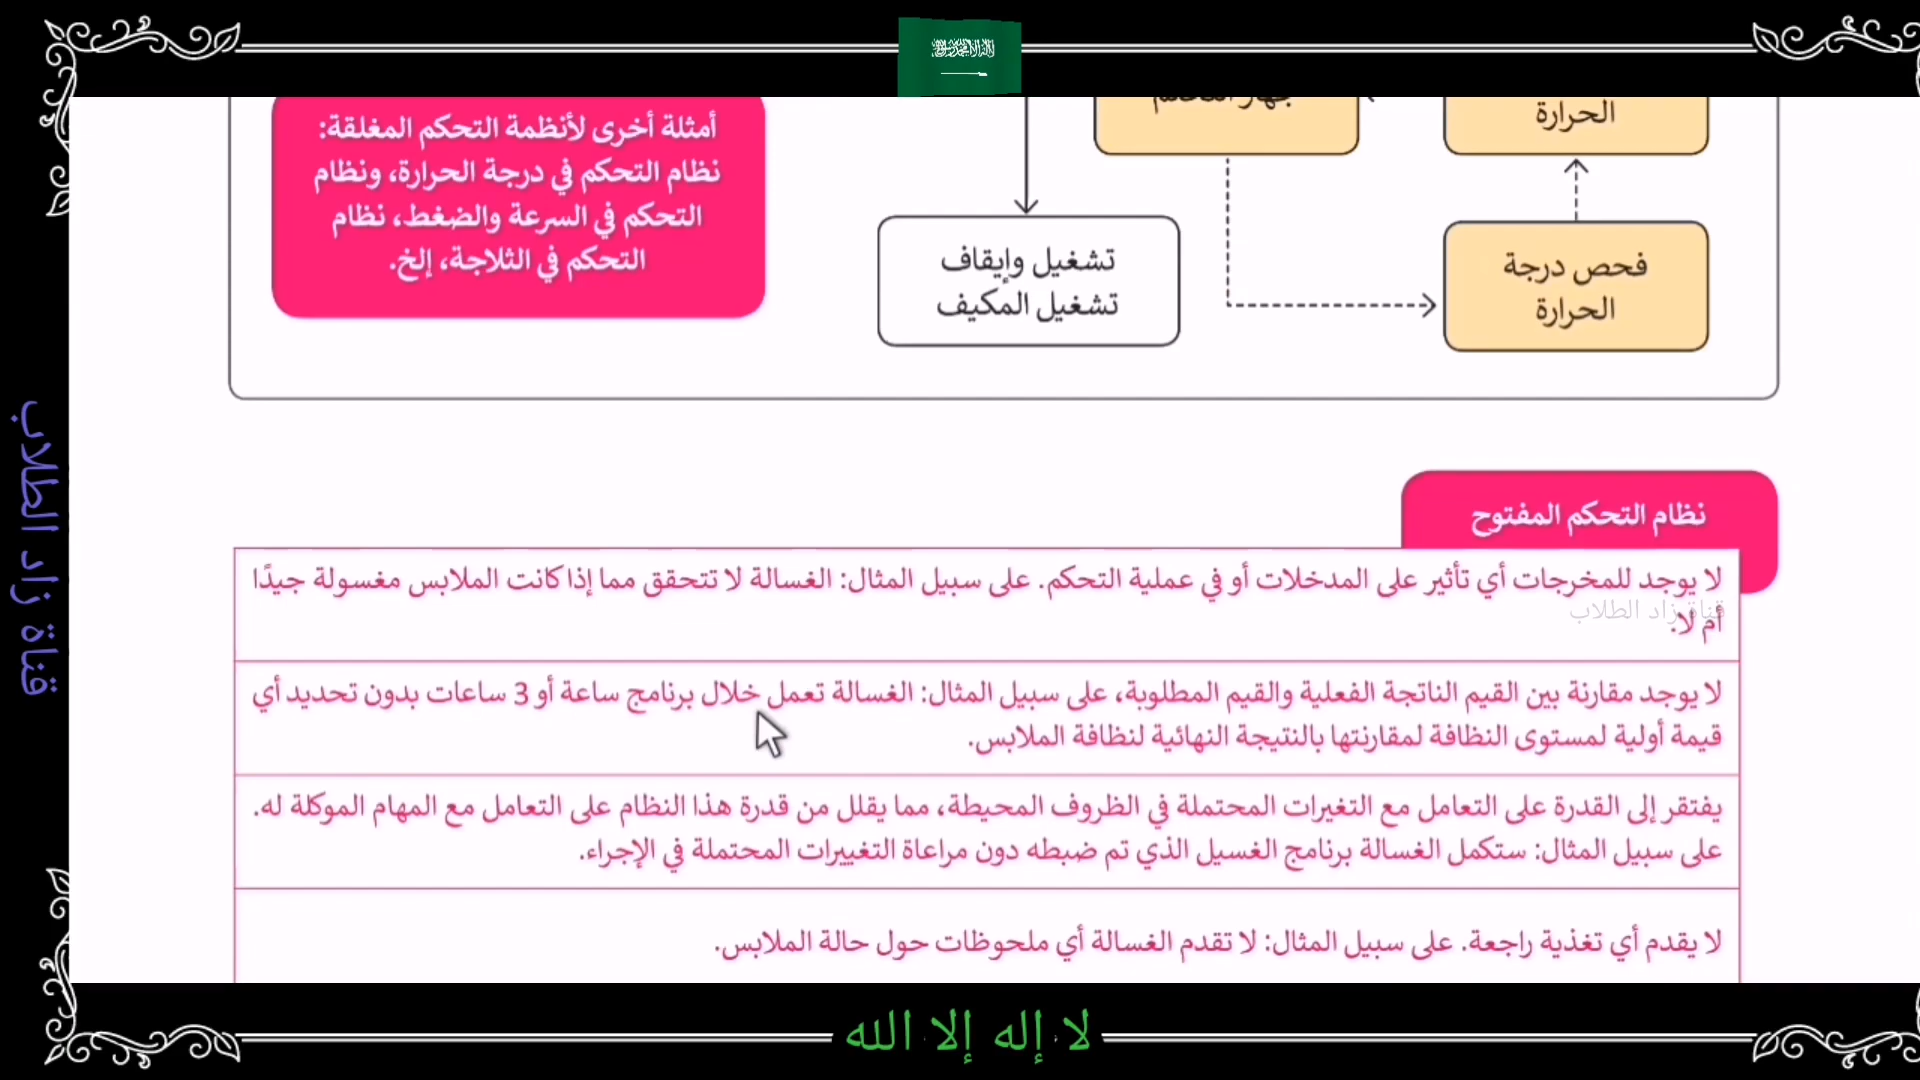 الحرارة
أمثلة أخرى لأنظمة التحكم المغلقة:
نظام التحكم في درجة الحرارة، ونظام
التحكم في السرعة والضغط، نظام
التحكم في الثلاجة، إلخ.
فحص درجة
الحرارة
تشغيل وإيقاف
تشغيل المكيف
نظام التحكم المفتوح
لا يوجد للمخرجات أي تأثير على المدخلات أو في عملية التحكم. على سبيل المثال: الغسالة لا تتحقق مما إذا كانت الملابس مغسولة جيدًا
أم لا.
قناة زاد الطلاب
لا يوجد مقارنة بين القيم الناتجة الفعلية والقيم المطلوبة، على سبيل المثال: الغسالة تعمل خلال برنامج ساعة أو 3 ساعات بدون تحديد أي
قيمة أولية لمستوى النظافة لمقارنتها بالنتيجة النهائية لنظافة الملابس.
يفتقر إلى القدرة على التعامل مع التغيرات المحتملة في الظروف المحيطة، مما يقلل من قدرة هذا النظام على التعامل مع المهام الموكلة له.
على سبيل المثال: ستكمل الغسالة برنامج الغسيل الذي تم ضبطه دون مراعاة التغييرات المحتملة في الإجراء.
لا يقدم أي تغذية راجعة. على سبيل المثال: لا تقدم الغسالة أي ملحوظات حول حالة الملابس.
قناة زاد الطلاب
لا إله إلا الله